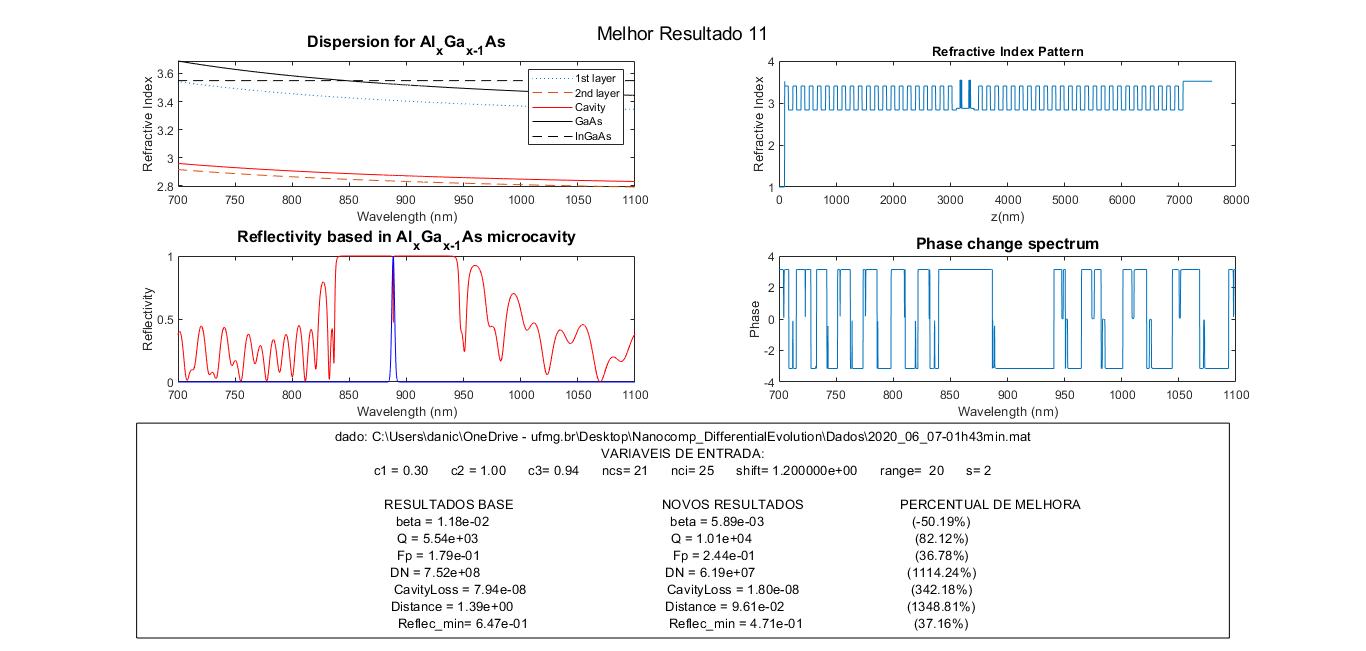 Melhor Resultado 11
Dispersion for AlxGax-1As
Refractive Index
3.6
3.4
3.2
3
2.8
700 750 800 850 900 950 1000 1050 1100
Wavelength (nm)
1st layer
2nd layer
Cavity
GaAs
InGaAs
Refractive Index Pattern
Refractive Index
4
3
2
1
0 1000 2000 3000 4000 5000 6000 7000 8000
z(nm)
Reflectivity based in AlxGax-1As microcavity
Reflectivity
1
0.5
0
700 750 800 850 900 950 1000 1050 1100
Wavelength (nm)
Phase change spectrum
Phase
4
2
0
-2
-4
700 750 800 850 900 950 1000 1050 1100
Wavelength (nm)
dado: C:\Users\danic\OneDrive - ufmg.br\Desktop\Nanocomp_DifferentialEvolution\Dados\2020_06_07-01h43min.mat
VARIAVEIS DE ENTRADA:
c1 = 0.30 c2 = 1.00 c3= 0.94 ncs= 21 nci= 25 shift= 1.200000e+00 range= 20 s= 2
RESULTADOS BASE NOVOS RESULTADOS PERCENTUAL DE MELHORA
beta = 1.18e-02 beta = 5.89e-03 (-50.19%)
Q = 5.54e+03 Q = 1.01e+04 (82.12%)
Fp = 1.79e-01 Fp = 2.44e-01 (36.78%)
DN = 7.52e+08 DN = 6.19e+07 (1114.24%)
CavityLoss = 7.94e-08 CavityLoss = 1.80e-08 (342.18%)
Distance = 1.39e+00 Distance = 9.61e-02 (1348.81%)
Reflec_min= 6.47e-01 Reflec_min = 4.71e-01 (37.16%)